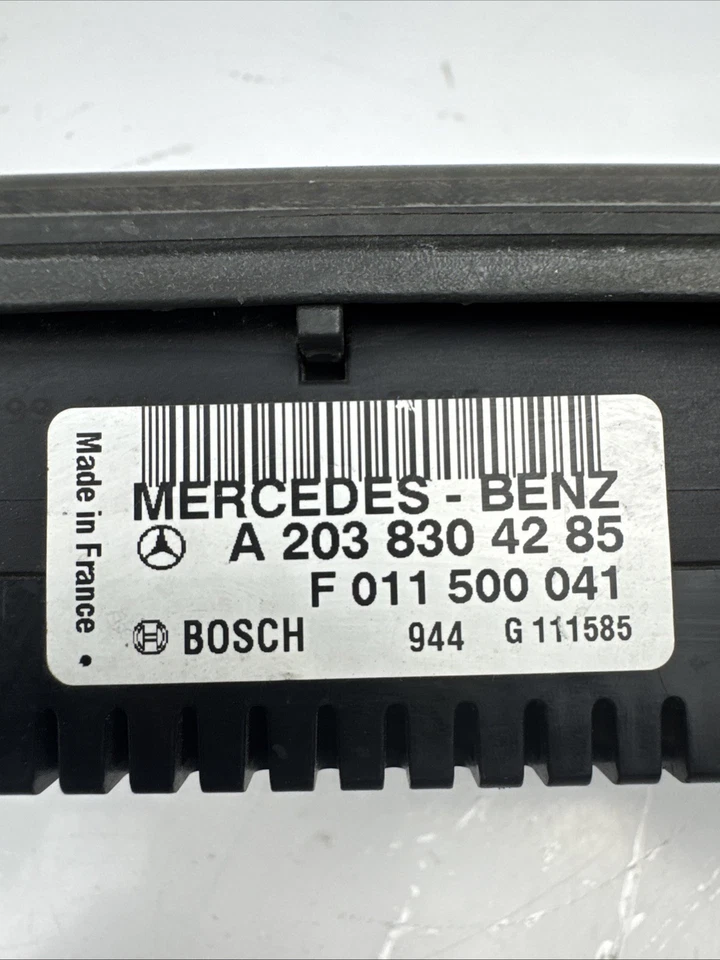 Made in France
MERCEDES - BENZ
A 203 830 42 85
F 011 500 041
BOSCH 944 G 111585